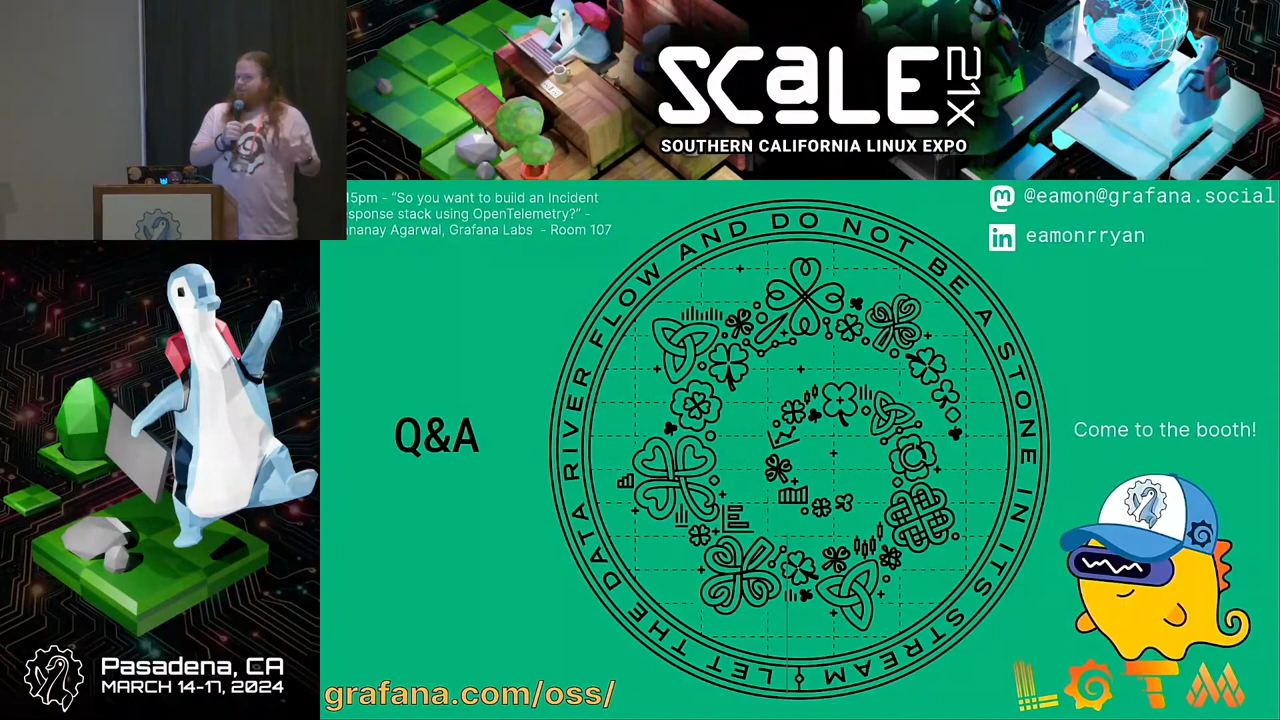 SCaLE 21X
SOUTHERN CALIFORNIA LINUX EXPO
15pm - “So you want to build an Incident
sponse stack using OpenTelemetry?” -
nanay Agarwal, Grafana Labs - Room 107
@eamon@grafana.social
eamonrryan
LET THE DATA RIVER FLOW AND DO NOT BE A STONE IN ITS STREAM
Q&A
Come to the booth!
LGTM
Pasadena, CA
MARCH 14-17, 2024
grafana.com/oss/